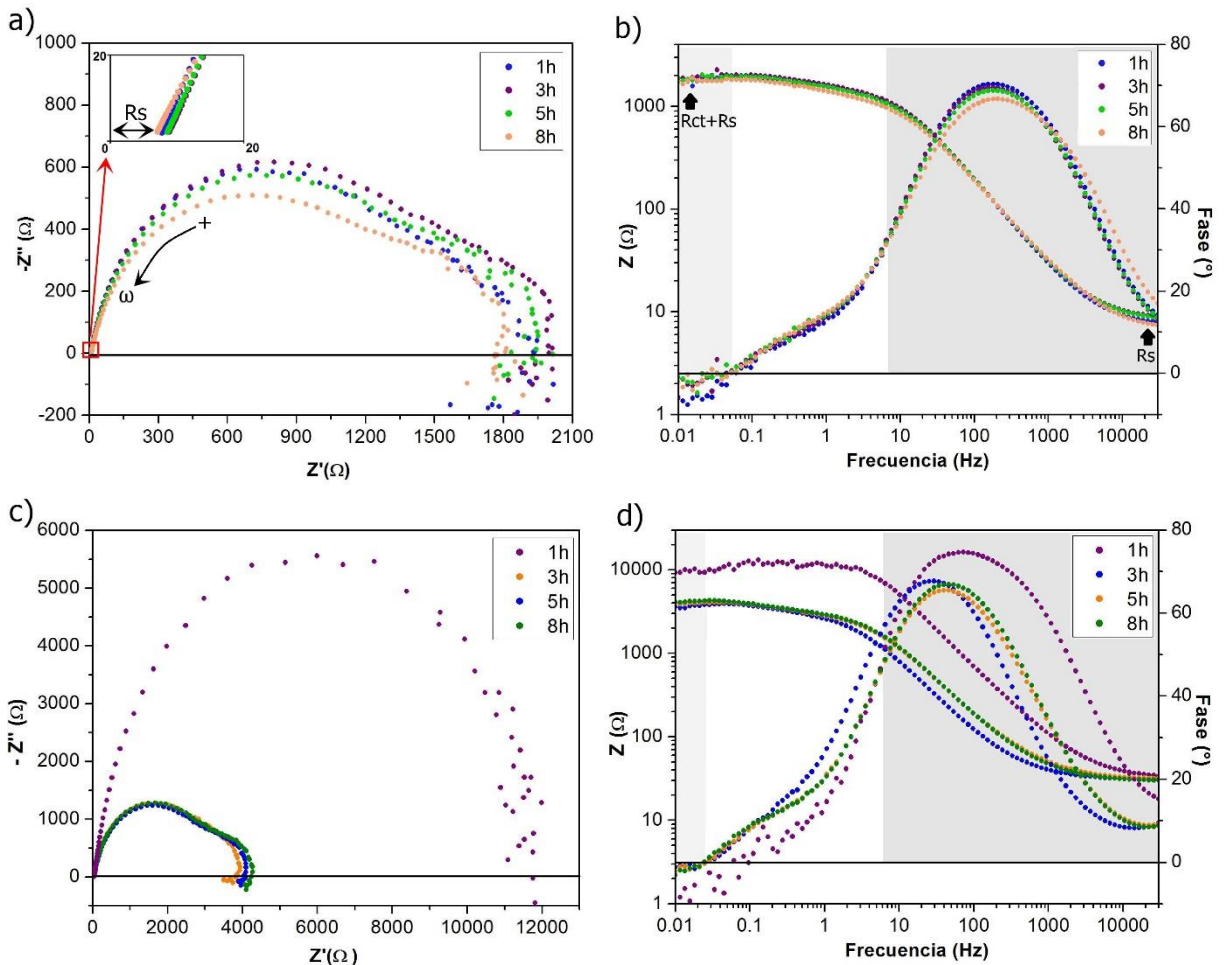 a)
1000
800
600
400
200
0
-200
-Z'' (Ω)
0 300 600 900 1200 1500 1800 2100
Z'(Ω)
20
Rs
0 20
1h
3h
5h
8h
+
ω
b)
1000
100
10
1
Z (Ω)
0.01 0.1 1 10 100 1000 10000
Frecuencia (Hz)
80
60
40
20
0
Fase (°)
1h
3h
5h
8h
Rct+Rs
Rs
c)
6000
5000
4000
3000
2000
1000
0
- Z'' (Ω)
0 2000 4000 6000 8000 10000 12000
Z'(Ω)
1h
3h
5h
8h
d)
10000
1000
100
10
1
Z (Ω)
0.01 0.1 1 10 100 1000 10000
Frecuencia (Hz)
80
60
40
20
0
Fase (°)
1h
3h
5h
8h